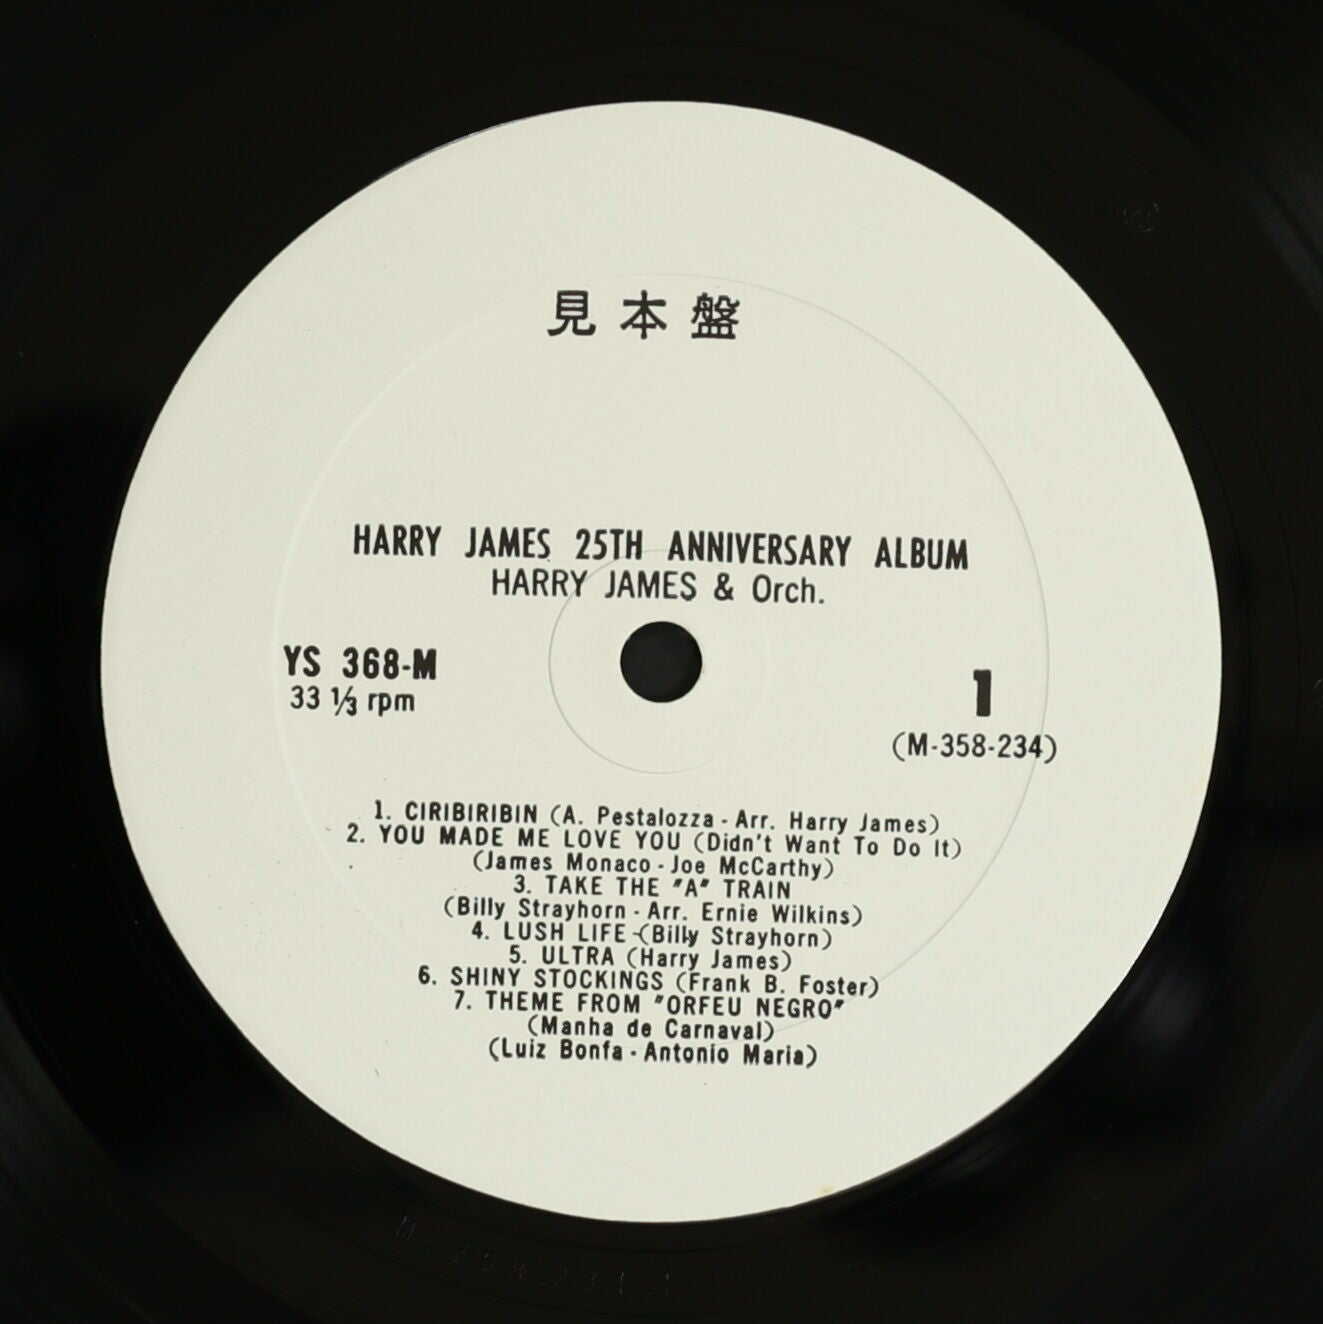 見本盤
HARRY JAMES 25TH ANNIVERSARY ALBUM
HARRY JAMES & Orch.
YS 368-M
33 ⅓ rpm
1
(M-358-234)
1. CIRIBIRIBIN (A. Pestalozza - Arr. Harry James)
2. YOU MADE ME LOVE YOU (Didn't Want To Do It)
(James Monaco - Joe McCarthy)
3. TAKE THE "A" TRAIN
(Billy Strayhorn - Arr. Ernie Wilkins)
4. LUSH LIFE-(Billy Strayhorn)
5. ULTRA (Harry James)
6. SHINY STOCKINGS (Frank B. Foster)
7. THEME FROM "ORFEU NEGRO"
(Manha de Carnaval)
(Luiz Bonfa - Antonio Maria)